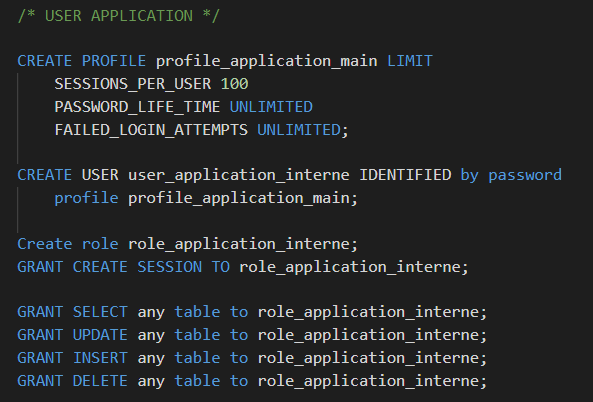 /* USER APPLICATION */
CREATE PROFILE profile_application_main LIMIT
SESSIONS_PER_USER 100
PASSWORD_LIFE_TIME UNLIMITED
FAILED_LOGIN_ATTEMPTS UNLIMITED;
CREATE USER user_application_interne IDENTIFIED by password
profile profile_application_main;
Create role role_application_interne;
GRANT CREATE SESSION TO role_application_interne;
GRANT SELECT any table to role_application_interne;
GRANT UPDATE any table to role_application_interne;
GRANT INSERT any table to role_application_interne;
GRANT DELETE any table to role_application_interne;